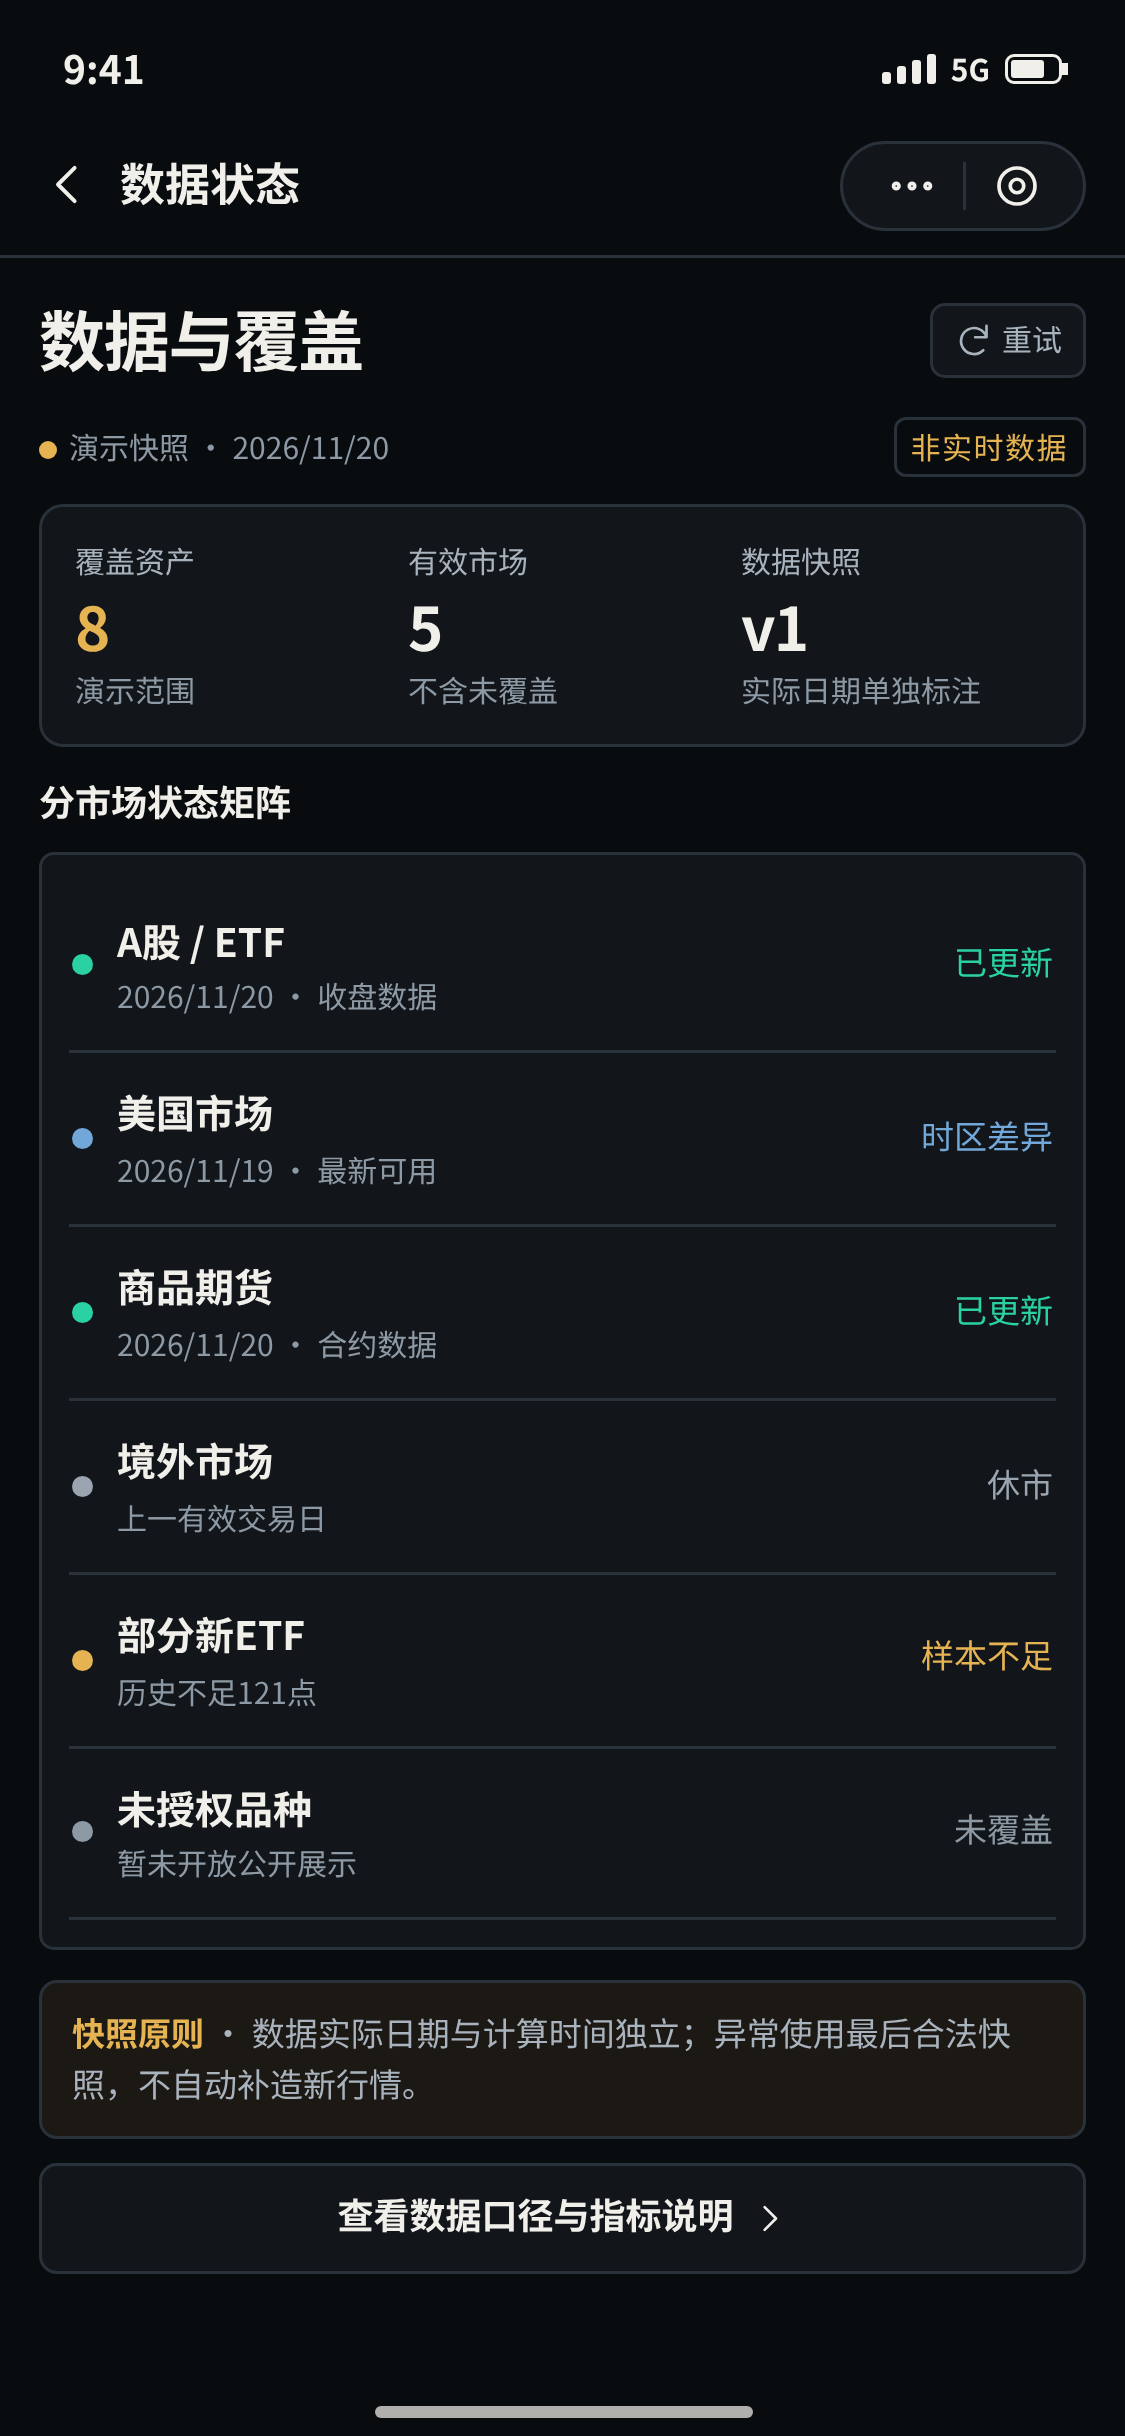 9:41
5G
数据状态
数据与覆盖
重试
演示快照 · 2026/11/20
非实时数据
覆盖资产
有效市场
数据快照
8
5
v1
演示范围
不含未覆盖
实际日期单独标注
分市场状态矩阵
A股 / ETF
已更新
2026/11/20 · 收盘数据
美国市场
时区差异
2026/11/19 · 最新可用
商品期货
已更新
2026/11/20 · 合约数据
境外市场
休市
上一有效交易日
部分新ETF
样本不足
历史不足121点
未授权品种
未覆盖
暂未开放公开展示
快照原则 · 数据实际日期与计算时间独立；异常使用最后合法快
照，不自动补造新行情。
查看数据口径与指标说明